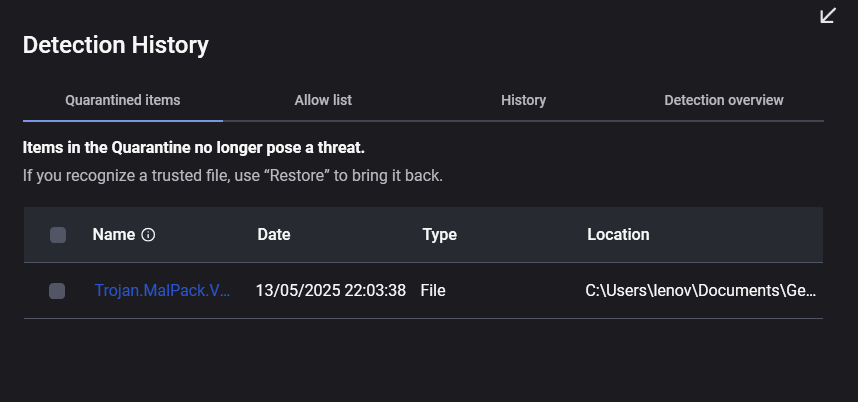 Detection History
Quarantined items Allow list History Detection overview
Items in the Quarantine no longer pose a threat.
If you recognize a trusted file, use “Restore” to bring it back.
Name Date Type Location
Trojan.MalPack.V... 13/05/2025 22:03:38 File C:\Users\lenov\Documents\Ge...